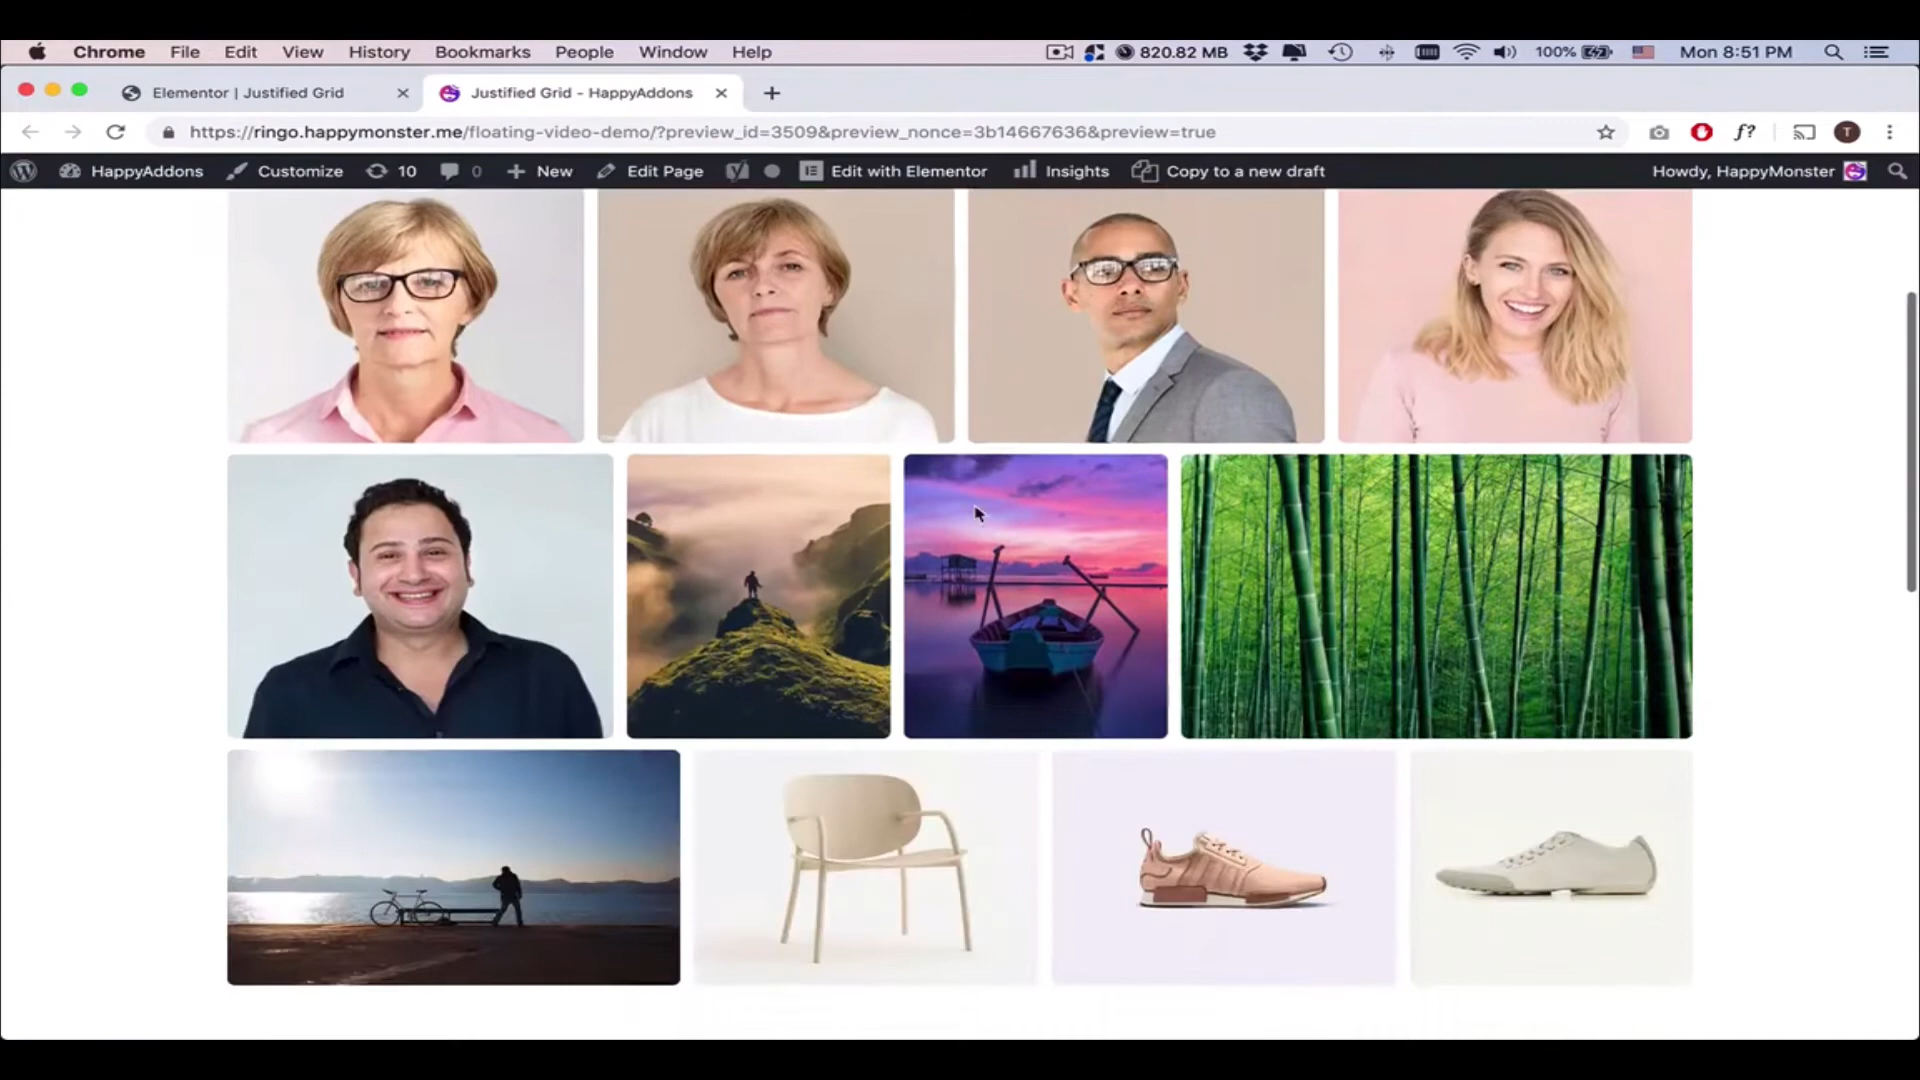 Chrome File Edit View History Bookmarks People Window Help 820.82 MB 100% Mon 8:51 PM
Elementor | Justified Grid Justified Grid - HappyAddons
https://ringo.happymonster.me/floating-video-demo/?preview_id=3509&preview_nonce=3b14667636&preview=true f? T
HappyAddons Customize 10 0 New Edit Page Edit with Elementor Insights Copy to a new draft Howdy, HappyMonster